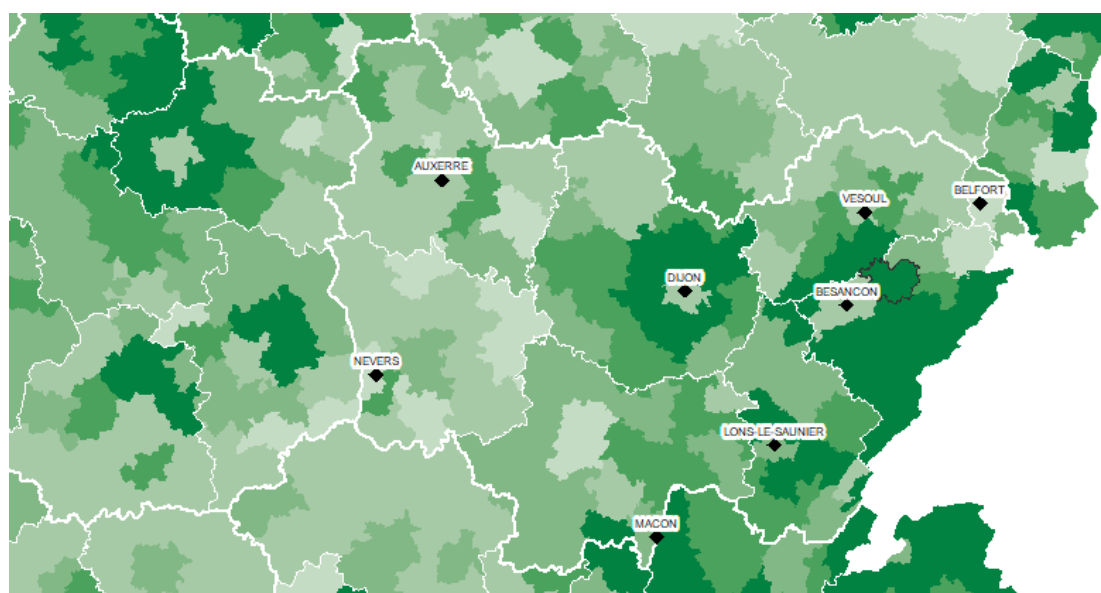 AUXERRE
BELFORT
VESOUL
DIJON
BESANCON
NEVERS
LONS-LE-SAUNIER
MACON